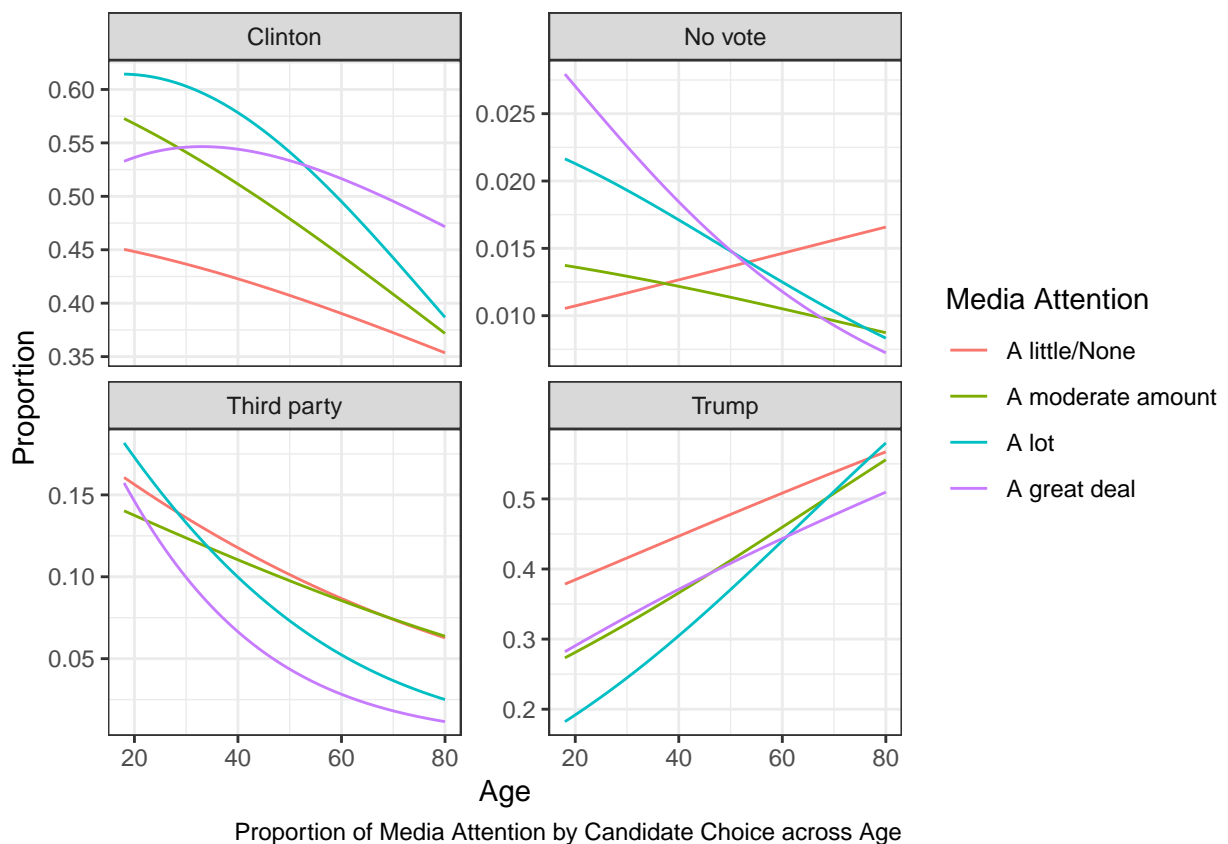 Clinton
No vote
0.60
0.55
0.50
0.45
0.40
0.35
0.025
0.020
0.015
0.010
Proportion
Third party
Trump
0.15
0.10
0.05
0.5
0.4
0.3
0.2
20 40 60 80
20 40 60 80
Age
Proportion of Media Attention by Candidate Choice across Age
Media Attention
A little/None
A moderate amount
A lot
A great deal